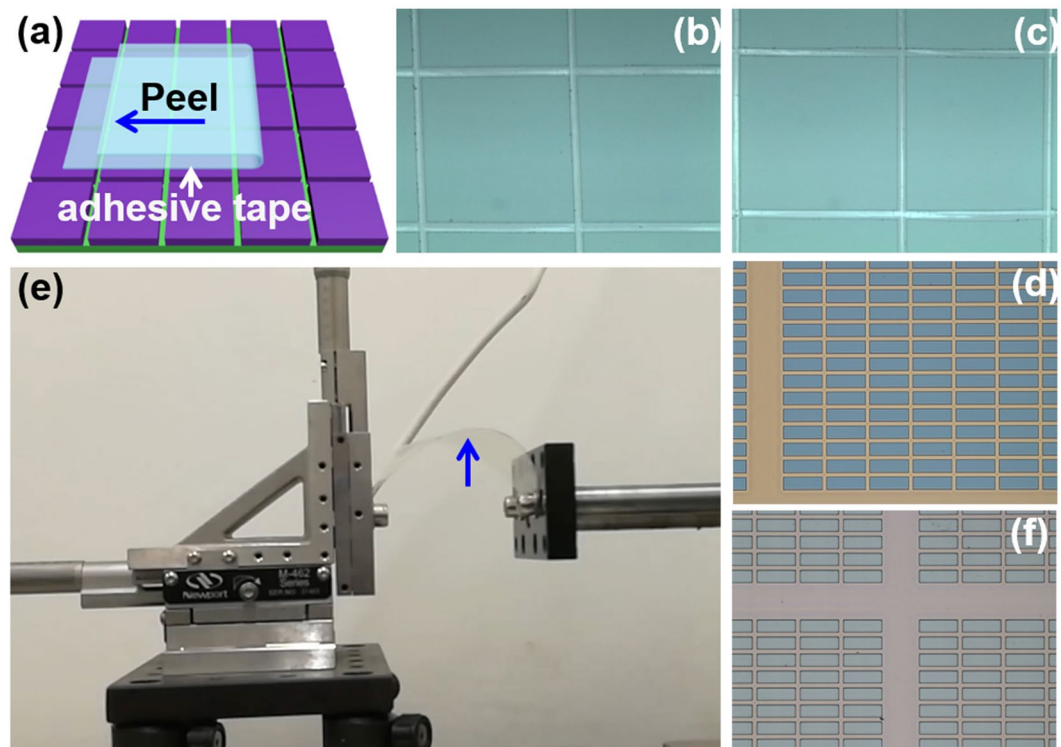 (a)
Peel
adhesive tape
(b)
(c)
(e)
Newport
M-462
Series
(d)
(f)